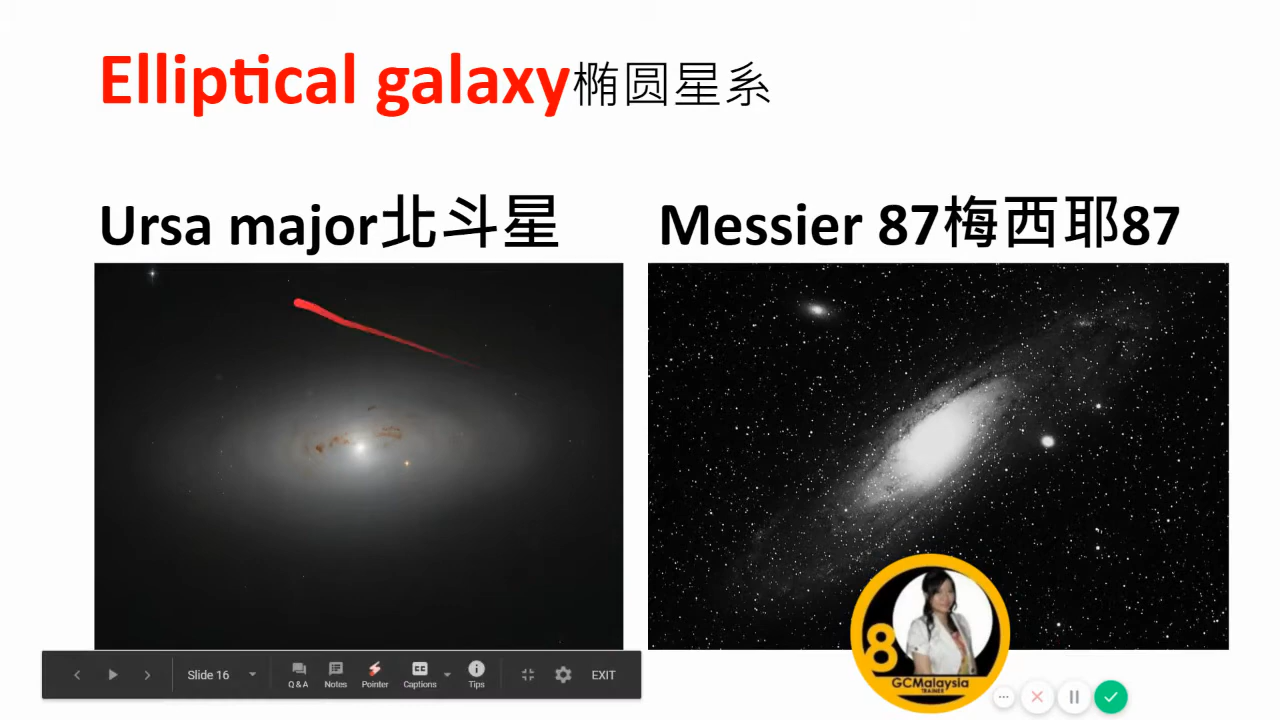 Elliptical galaxy椭圆星系
Ursa major北斗星
Messier 87梅西耶87
8
GCMalaysia
TRAINER
Slide 16
Q & A
Notes
Pointer
Captions
Tips
EXIT